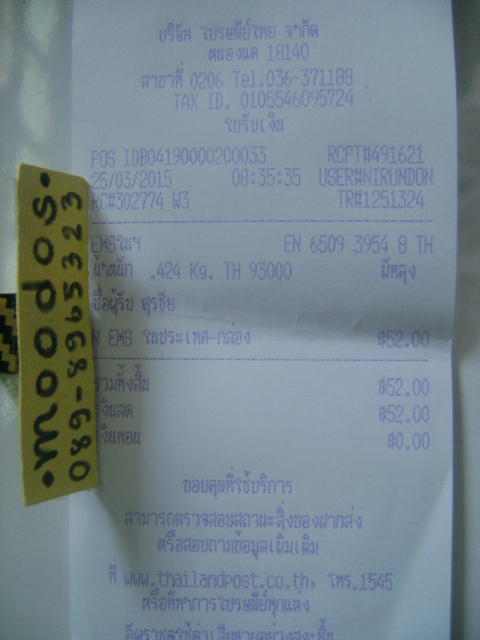 บริษัท ไปรษณีย์ไทย จำกัด
หนองแค 18140
สาขาที่ 0206 Tel.036-371188
TAX ID. 0105546095724
ใบรับเงิน
POS IDB04190000200033 RCPT#491621
25/03/2015 08:35:35 USER#NIRUNDON
RC#302774 W3 TR#1251324
EMSในฯ EN 6509 3954 8 TH
น้ำหนัก .424 Kg. TH 93000 พัทลุง
ชื่อผู้รับ สุรชัย
N EMS ในประเทศ-กล่อง ฿52.00
รวมทั้งสิ้น ฿52.00
เงินสด ฿52.00
เงินทอน ฿0.00
ขอบคุณที่ใช้บริการ
สามารถตรวจสอบสถานะสิ่งของฝากส่ง
หรือสอบถามข้อมูลเพิ่มเติม
ที่ www.thailandpost.co.th, โทร.1545
หรือที่ทำการไปรษณีย์ทุกแห่ง
•moodos•
089-8965323